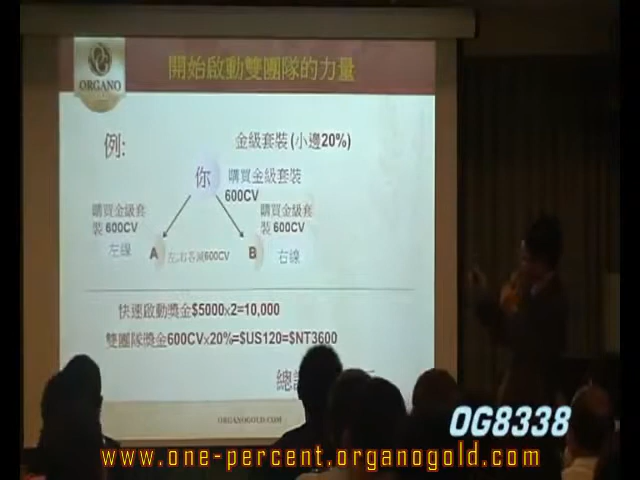 ORGANO
開始啟動雙團隊的力量
例:
金級套裝 (小邊20%)
你
購買金級套裝
600CV
購買金級套
裝 600CV
左線
A
左,右各減600CV
購買金級套
裝 600CV
B
右線
快速啟動獎金$5000x2=10,000
雙團隊獎金600CVx20%=$US120=$NT3600
總
ORGANOGOLD.COM
OG8338
www.one-percent.organogold.com